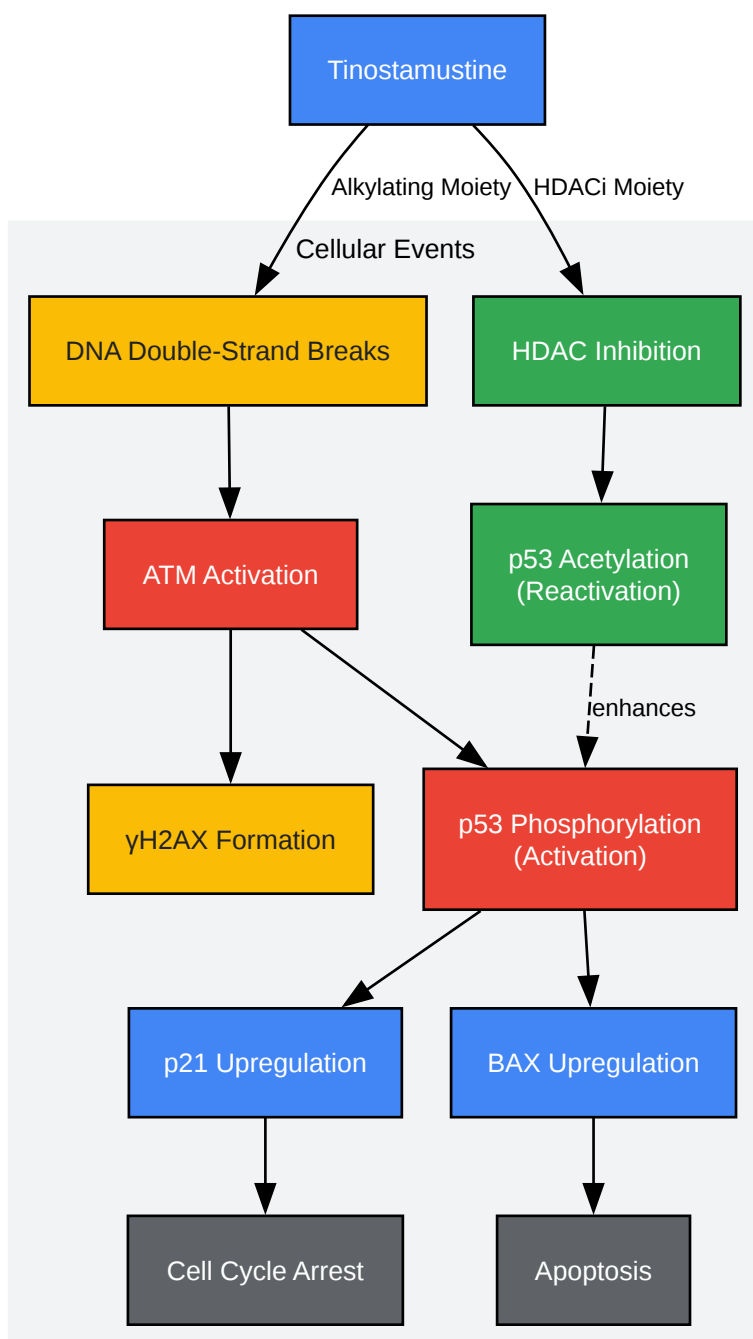 Tinostamustine
Alkylating Moiety
HDACi Moiety
Cellular Events
DNA Double-Strand Breaks
HDAC Inhibition
ATM Activation
p53 Acetylation
(Reactivation)
enhances
γH2AX Formation
p53 Phosphorylation
(Activation)
p21 Upregulation
BAX Upregulation
Cell Cycle Arrest
Apoptosis